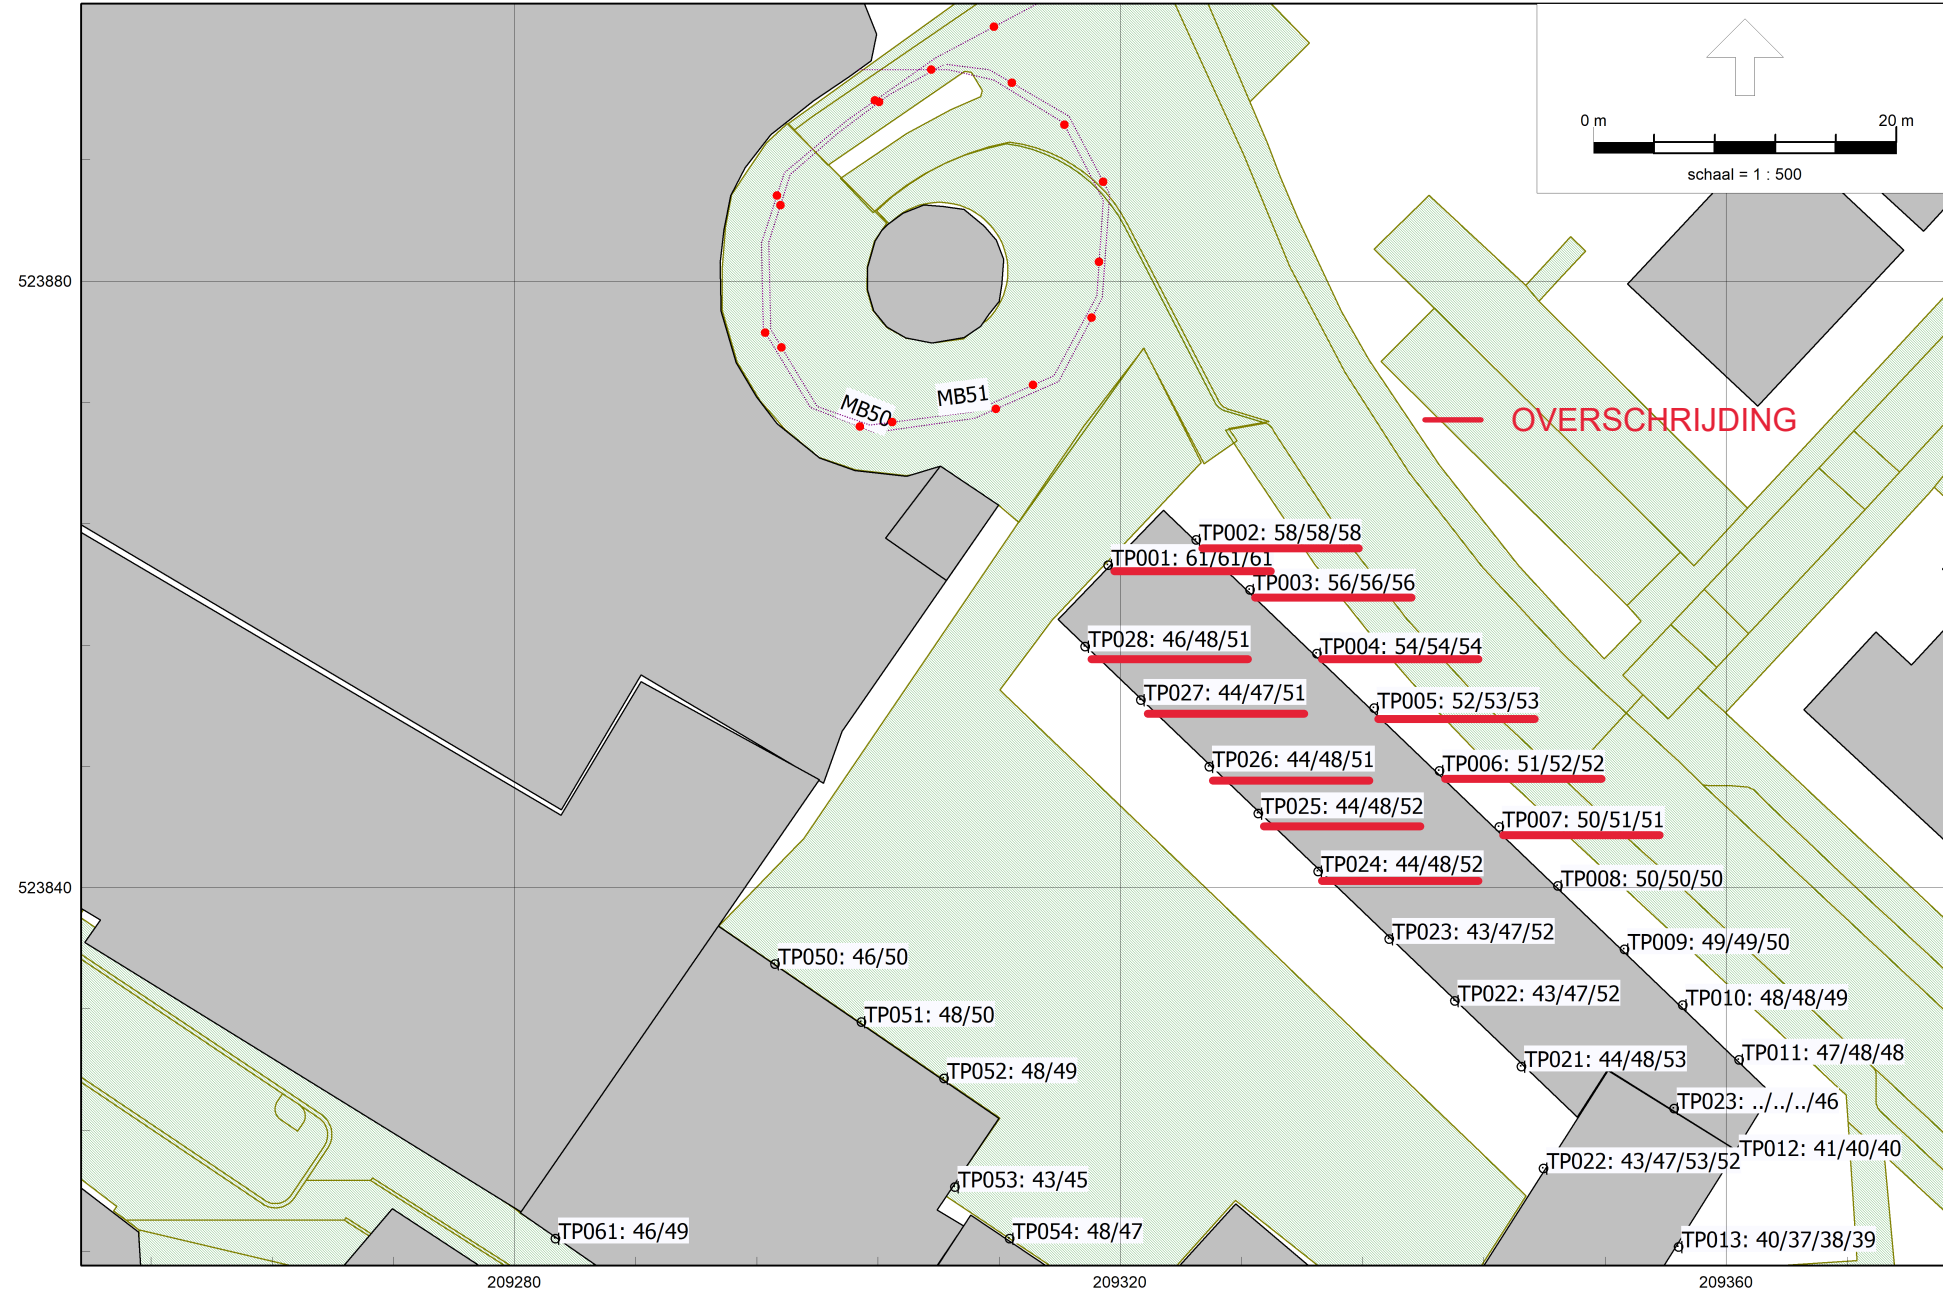 0 m 20 m
schaal = 1 : 500
523880
MB50
MB51
OVERSCHRIJDING
TP002: 58/58/58
TP001: 61/61/61
TP003: 56/56/56
TP028: 46/48/51
TP004: 54/54/54
TP027: 44/47/51
TP005: 52/53/53
TP026: 44/48/51
TP006: 51/52/52
TP025: 44/48/52
TP007: 50/51/51
TP024: 44/48/52
TP008: 50/50/50
523840
TP023: 43/47/52
TP009: 49/49/50
TP050: 46/50
TP022: 43/47/52
TP010: 48/48/49
TP051: 48/50
TP021: 44/48/53
TP011: 47/48/48
TP052: 48/49
TP023: ../../../46
TP012: 41/40/40
TP022: 43/47/53/52
TP053: 43/45
TP061: 46/49
TP054: 48/47
TP013: 40/37/38/39
209280
209320
209360